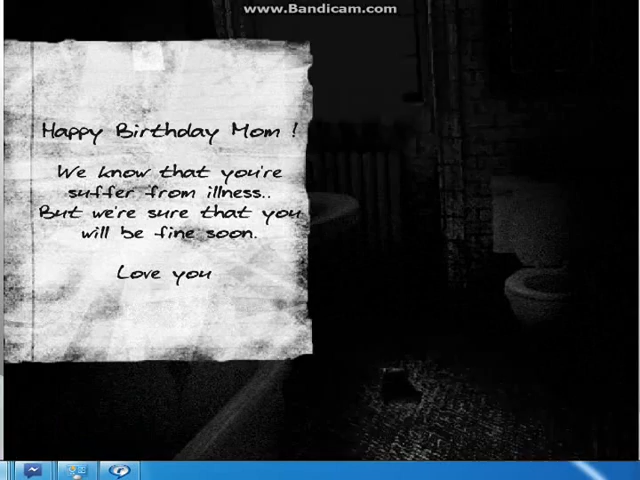 www.Bandicam.com
Happy Birthday Mom !
We know that you're
suffer from illness..
But we're sure that you
will be fine soon.
Love you